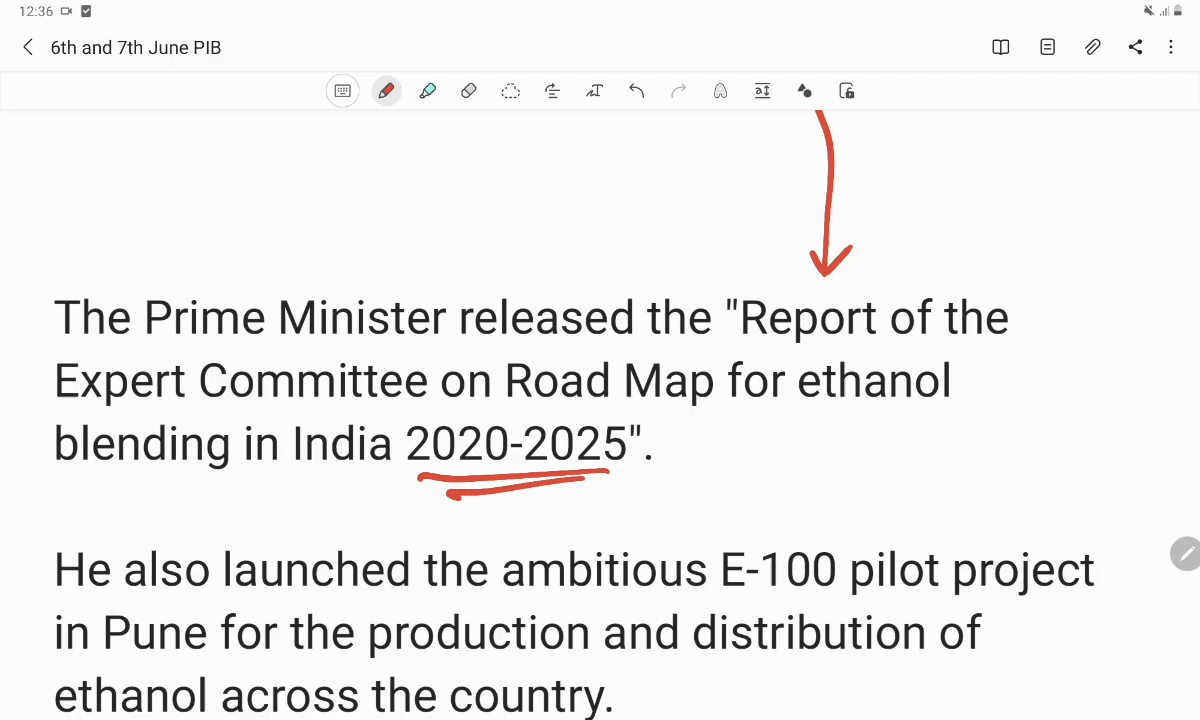 12:36
6th and 7th June PIB
The Prime Minister released the "Report of the
Expert Committee on Road Map for ethanol
blending in India 2020-2025".
He also launched the ambitious E-100 pilot project
in Pune for the production and distribution of
ethanol across the country.